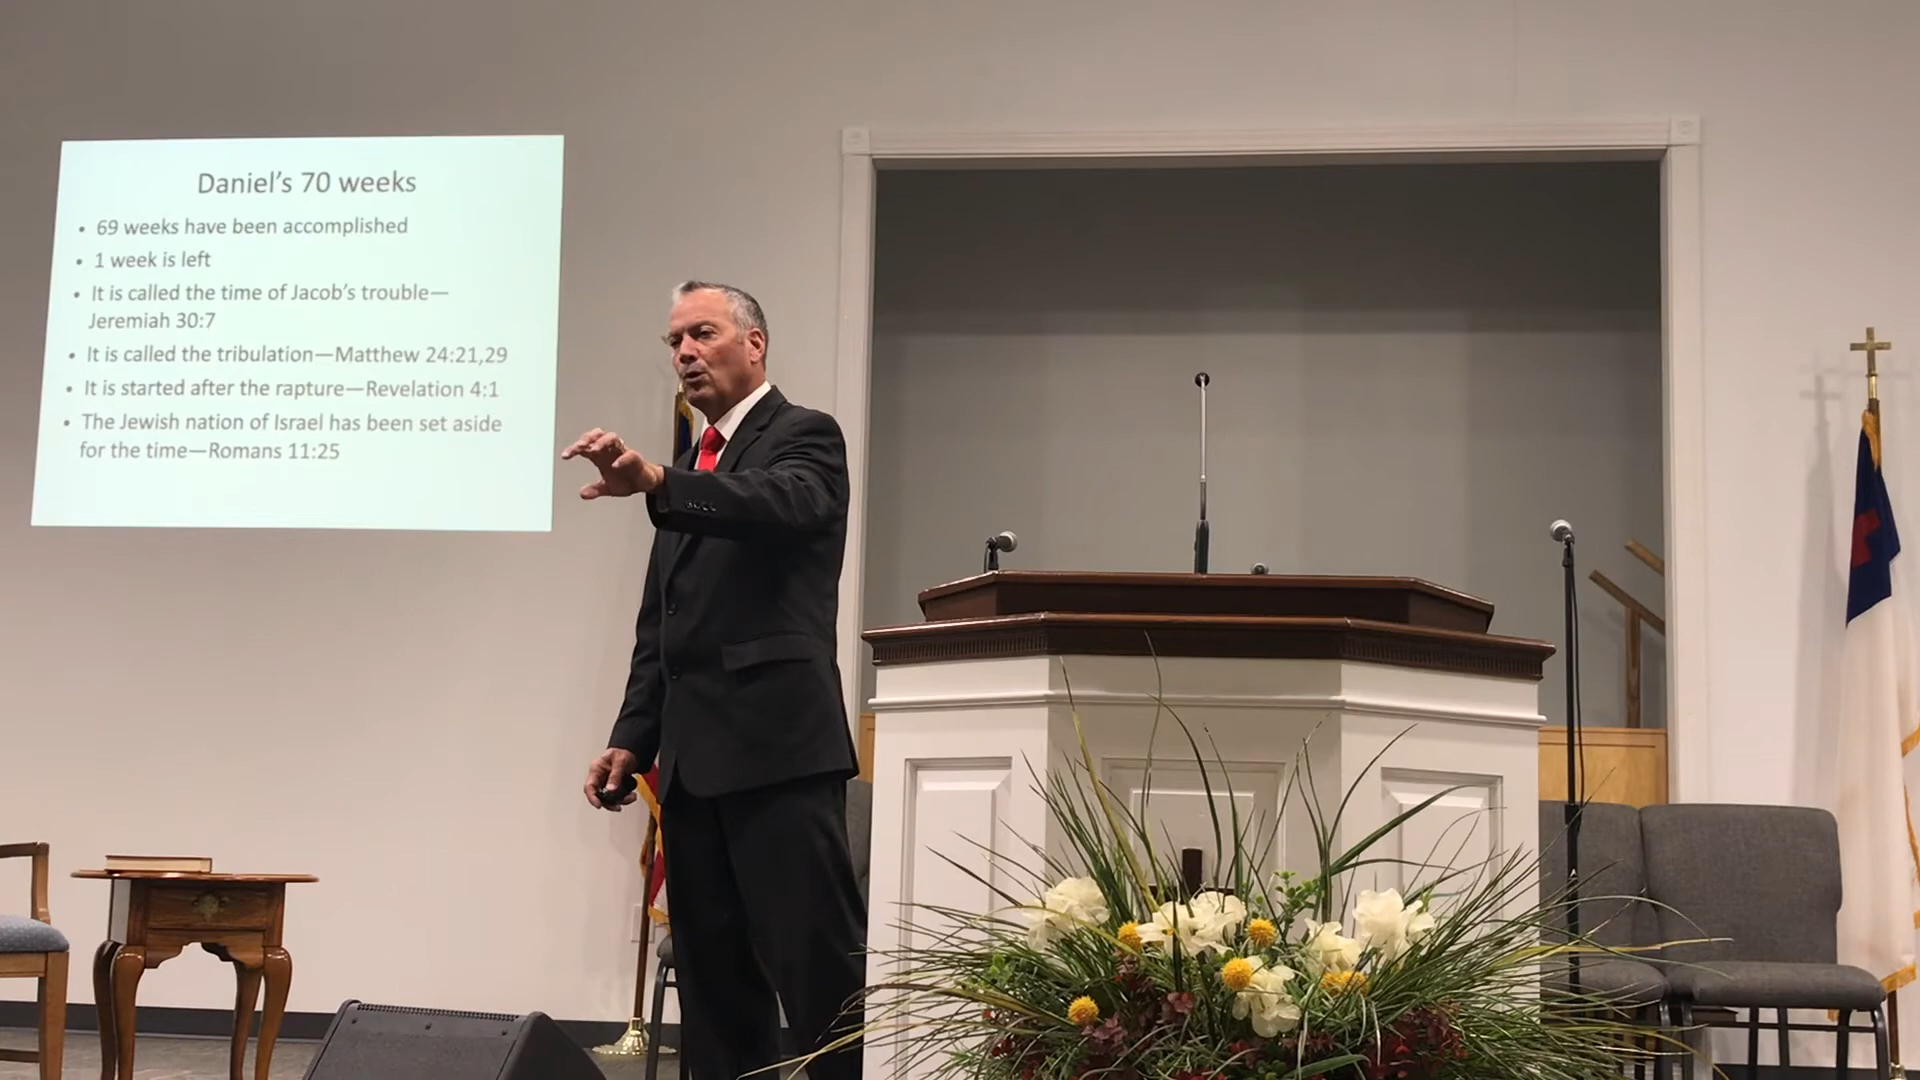 Daniel’s 70 weeks
• 69 weeks have been accomplished
• 1 week is left
• It is called the time of Jacob’s trouble—
Jeremiah 30:7
• It is called the tribulation—Matthew 24:21,29
• It is started after the rapture—Revelation 4:1
• The Jewish nation of Israel has been set aside
for the time—Romans 11:25